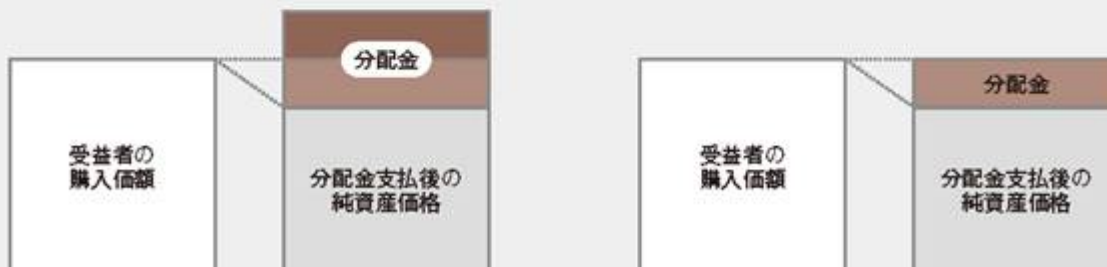 分配金
受益者の
購入価額
分配金支払後の
純資産価格
分配金
受益者の
購入価額
分配金支払後の
純資産価格